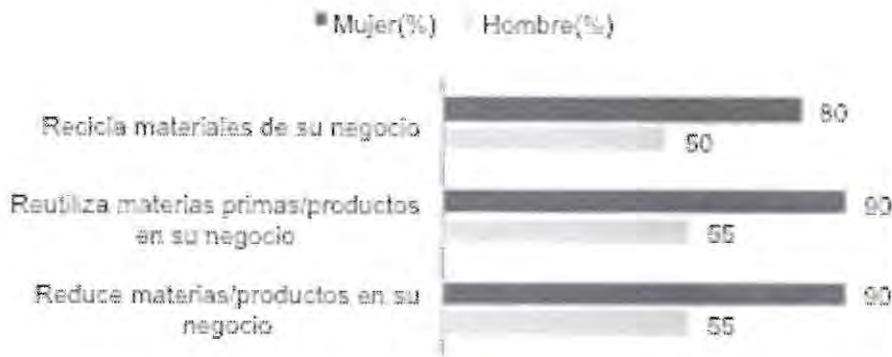 Mujer(%) Hombre(%)
Recicla materiales de su negocio 80
50
Reutiliza materias primas/productos 90
en su negocio 55
Reduce materias/productos en su 90
negocio 55